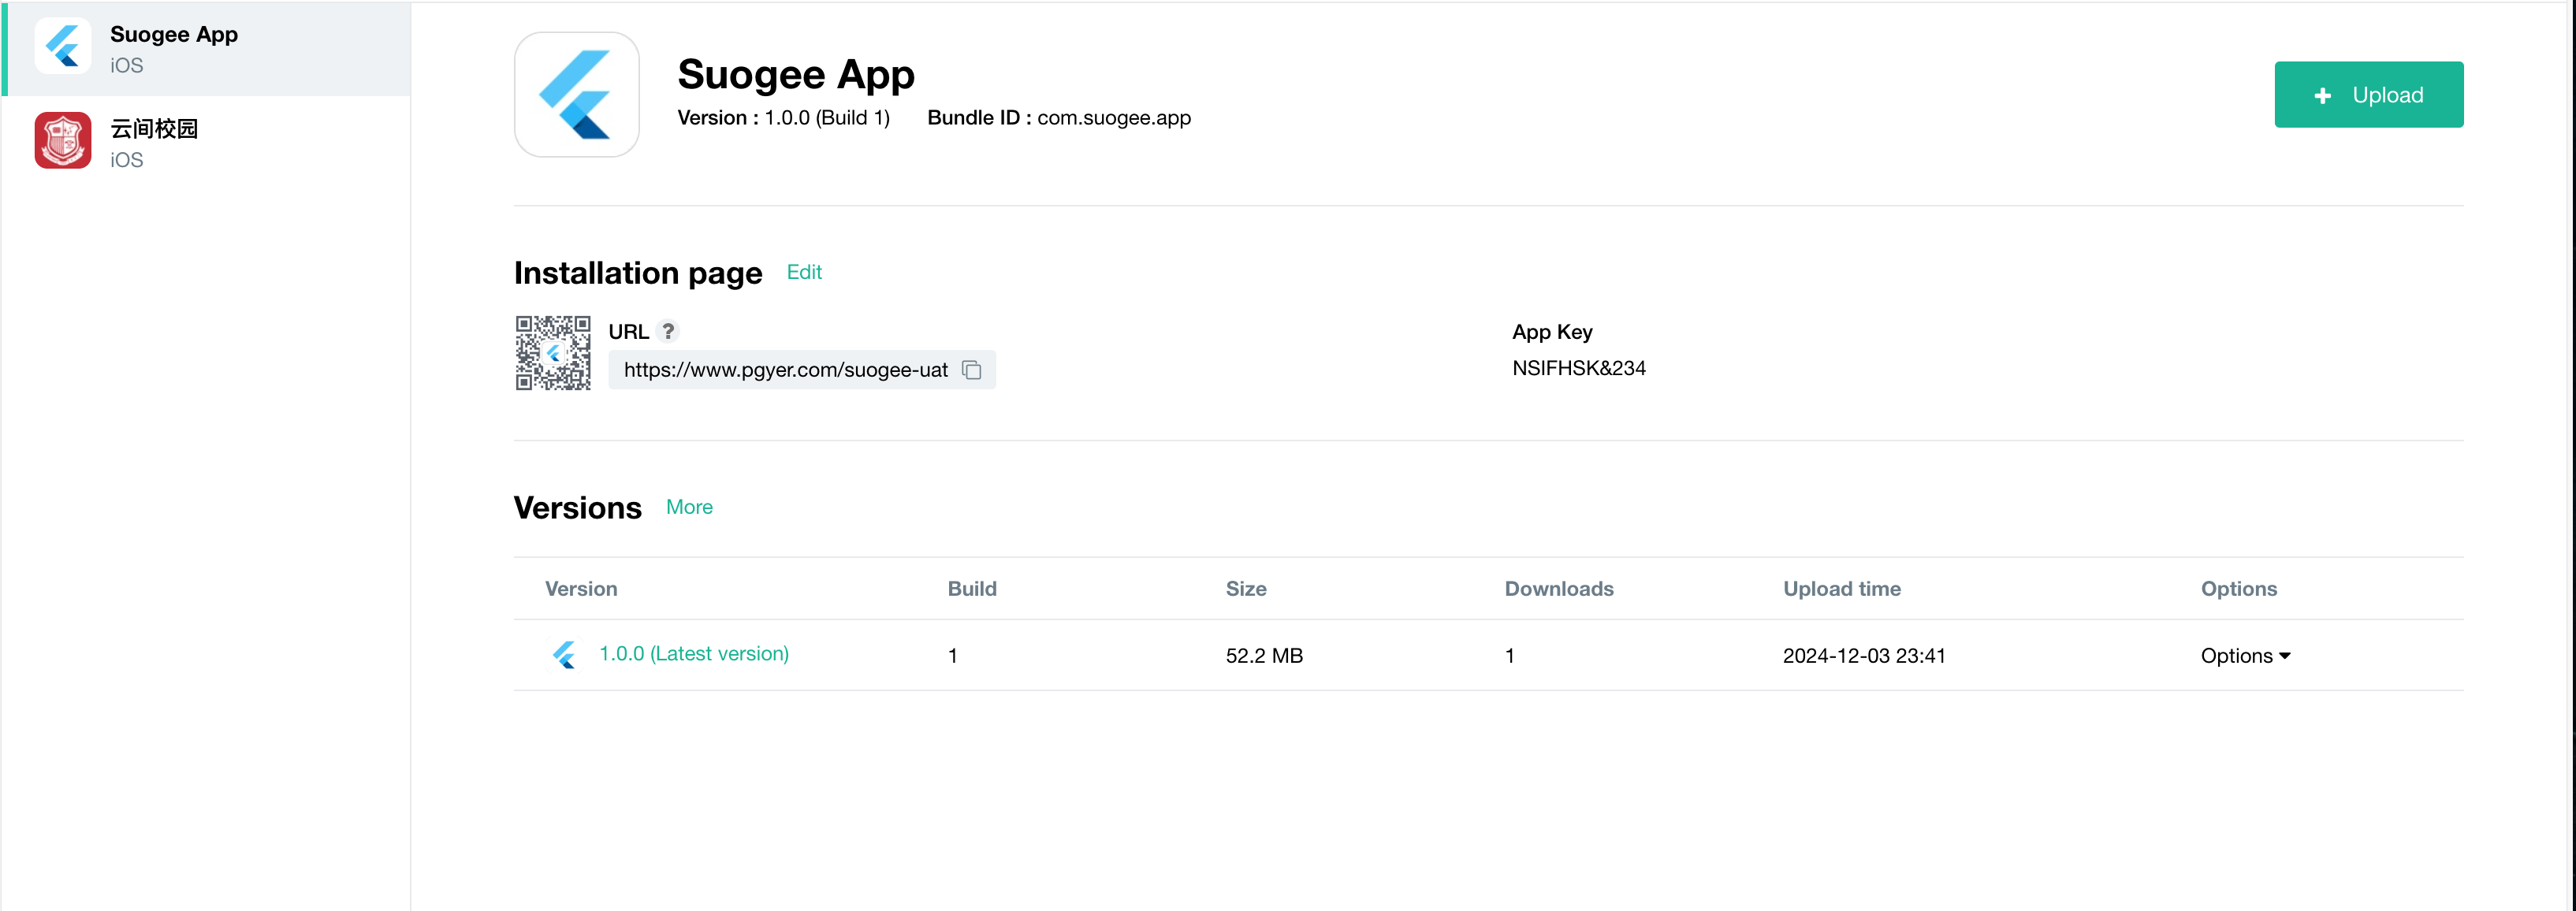 Suogee App
iOS
云间校园
iOS
Suogee App
Version : 1.0.0 (Build 1) Bundle ID : com.suogee.app
+ Upload
Installation page Edit
URL ?
https://www.pgyer.com/suogee-uat
App Key
NSIFHSK&234
Versions More
Version Build Size Downloads Upload time Options
1.0.0 (Latest version) 1 52.2 MB 1 2024-12-03 23:41 Options